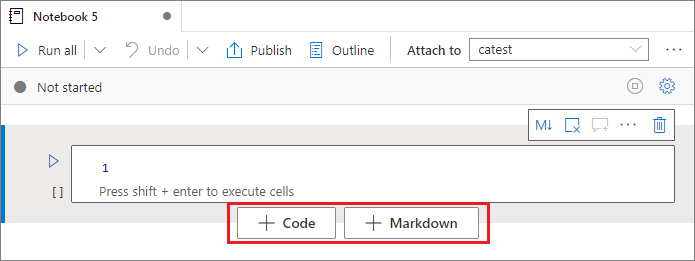 Notebook 5
Run all Undo Publish Outline Attach to catest
Not started
M↓
1
[ ] Press shift + enter to execute cells
+ Code + Markdown